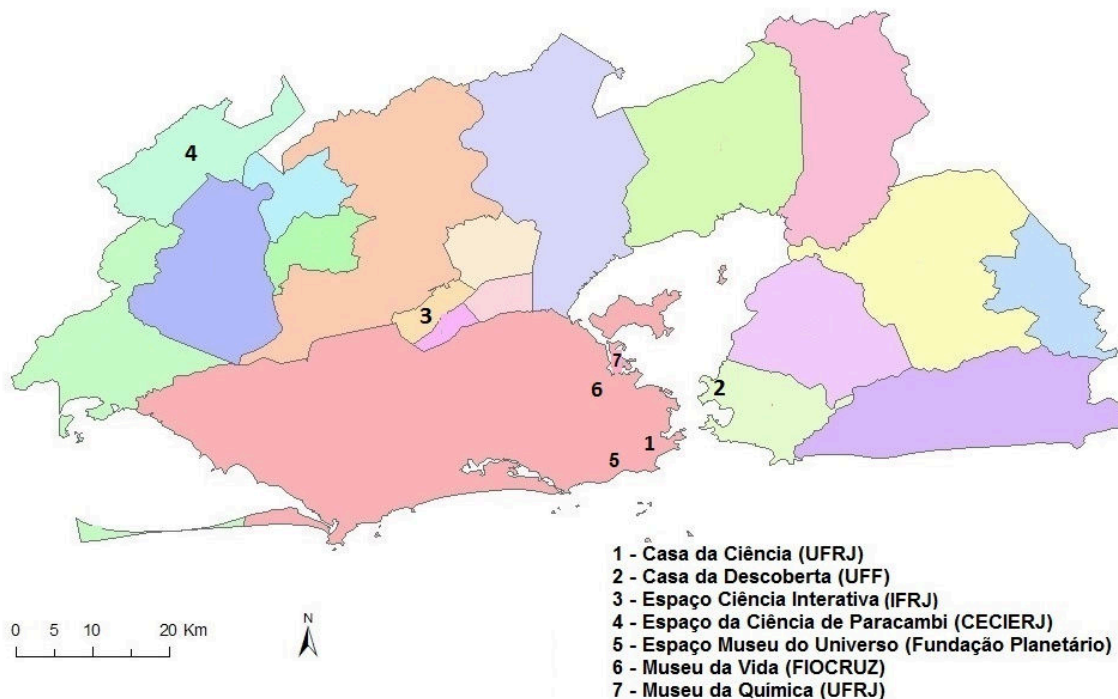 4
3
7
6
2
1
5
1 - Casa da Ciência (UFRJ)
2 - Casa da Descoberta (UFF)
3 - Espaço Ciência Interativa (IFRJ)
4 - Espaço da Ciência de Paracambi (CECIERJ)
5 - Espaço Museu do Universo (Fundação Planetário)
6 - Museu da Vida (FIOCRUZ)
7 - Museu da Química (UFRJ)
N
0 5 10 20 Km